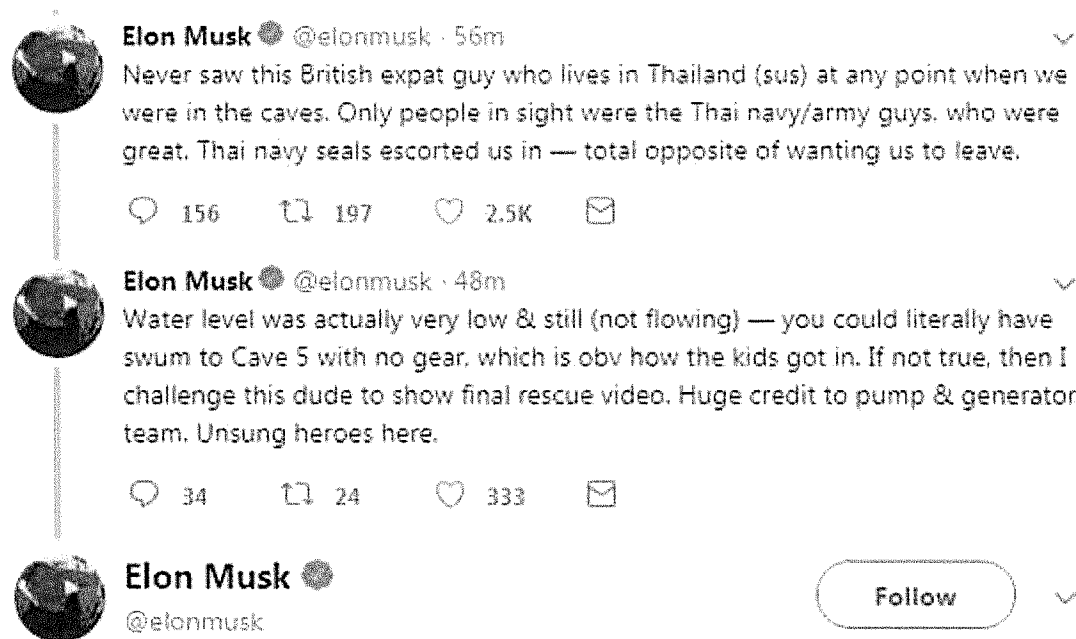 Elon Musk @elonmusk · 56m
Never saw this British expat guy who lives in Thailand (sus) at any point when we
were in the caves. Only people in sight were the Thai navy/army guys, who were
great. Thai navy seals escorted us in — total opposite of wanting us to leave.
156 197 2.5K
Elon Musk @elonmusk · 48m
Water level was actually very low & still (not flowing) — you could literally have
swum to Cave 5 with no gear, which is obv how the kids got in. If not true, then I
challenge this dude to show final rescue video. Huge credit to pump & generator
team. Unsung heroes here.
34 24 333
Elon Musk
Follow
@elonmusk